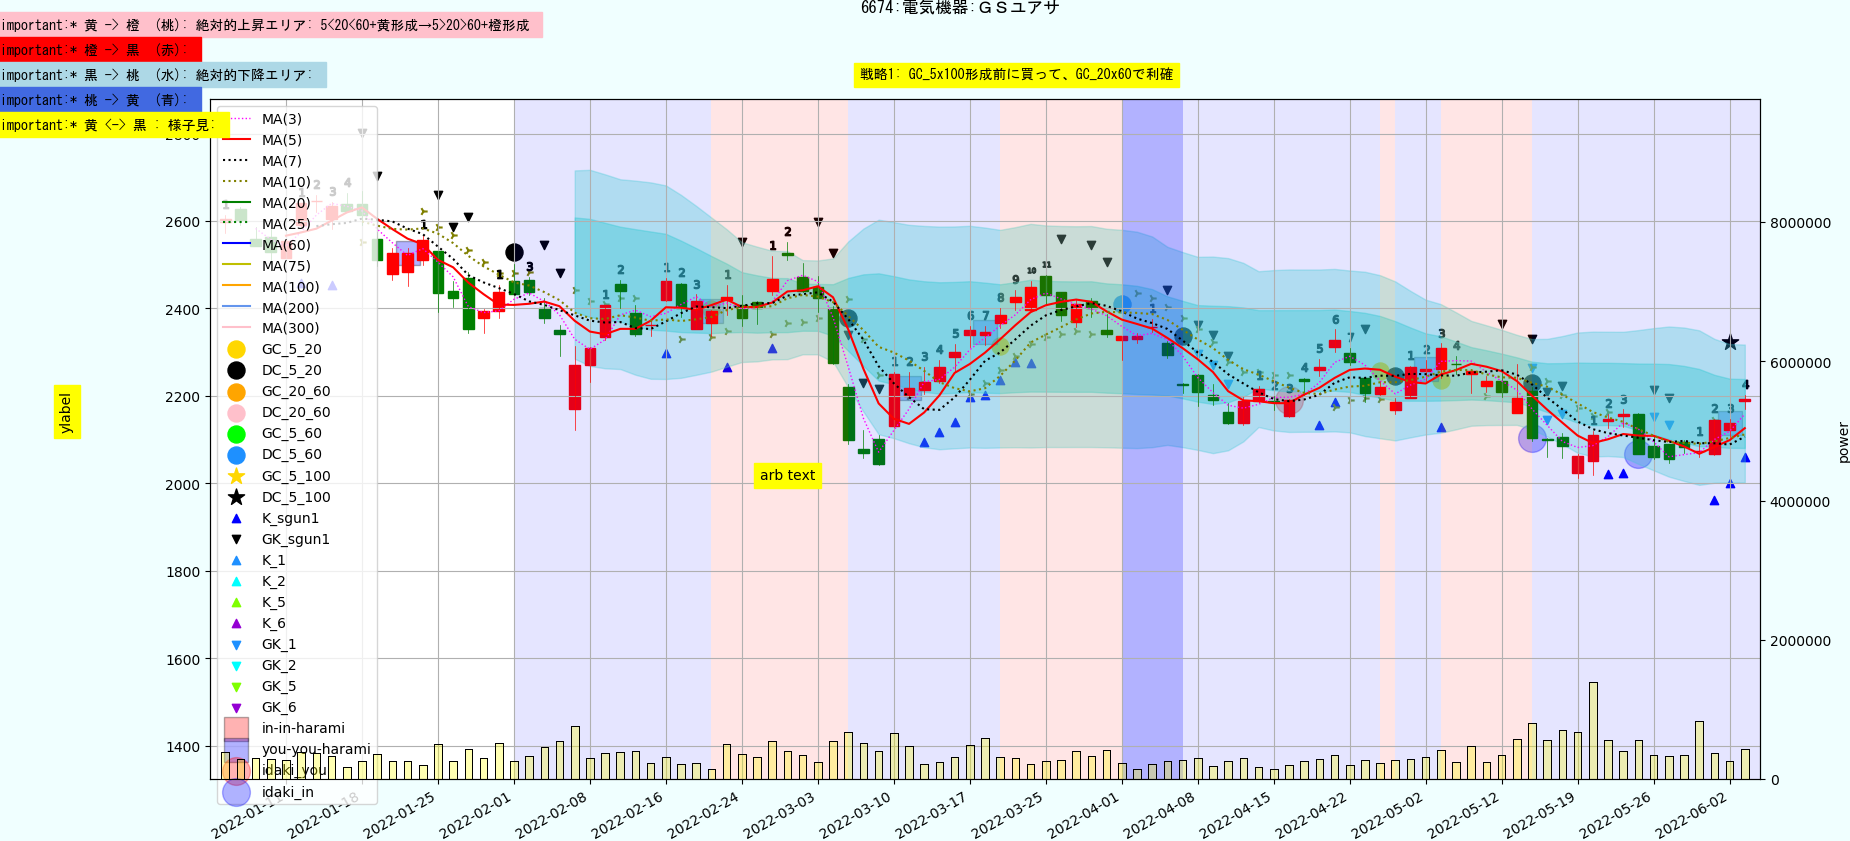 6674:電気機器:ＧＳユアサ
important:* 黄 -> 橙 （桃）: 絶対的上昇エリア: 5<20<60+黄形成→5>20>60+橙形成
important:* 橙 -> 黒 （赤）:
important:* 黒 -> 桃 （水）: 絶対的下降エリア:
戦略1: GC_5x100形成前に買って、GC_20x60で利確
important:* 桃 -> 黄 （青）:
important:* 黄 <-> 黒 : 様子見:
MA(3)
MA(5)
MA(7)
MA(10)
MA(20)
MA(25)
MA(60)
MA(75)
MA(100)
MA(200)
MA(300)
GC_5_20
DC_5_20
GC_20_60
DC_20_60
GC_5_60
DC_5_60
GC_5_100
DC_5_100
K_sgun1
GK_sgun1
K_1
K_2
K_5
K_6
GK_1
GK_2
GK_5
GK_6
in-in-harami
you-you-harami
idaki_you
idaki_in
2600
2400
2200
2000
1800
1600
1400
ylabel
arb text
8000000
6000000
4000000
2000000
0
power
2022-01-18
2022-01-25
2022-02-01
2022-02-08
2022-02-16
2022-02-24
2022-03-03
2022-03-10
2022-03-17
2022-03-25
2022-04-01
2022-04-08
2022-04-15
2022-04-22
2022-05-02
2022-05-12
2022-05-19
2022-05-26
2022-06-02